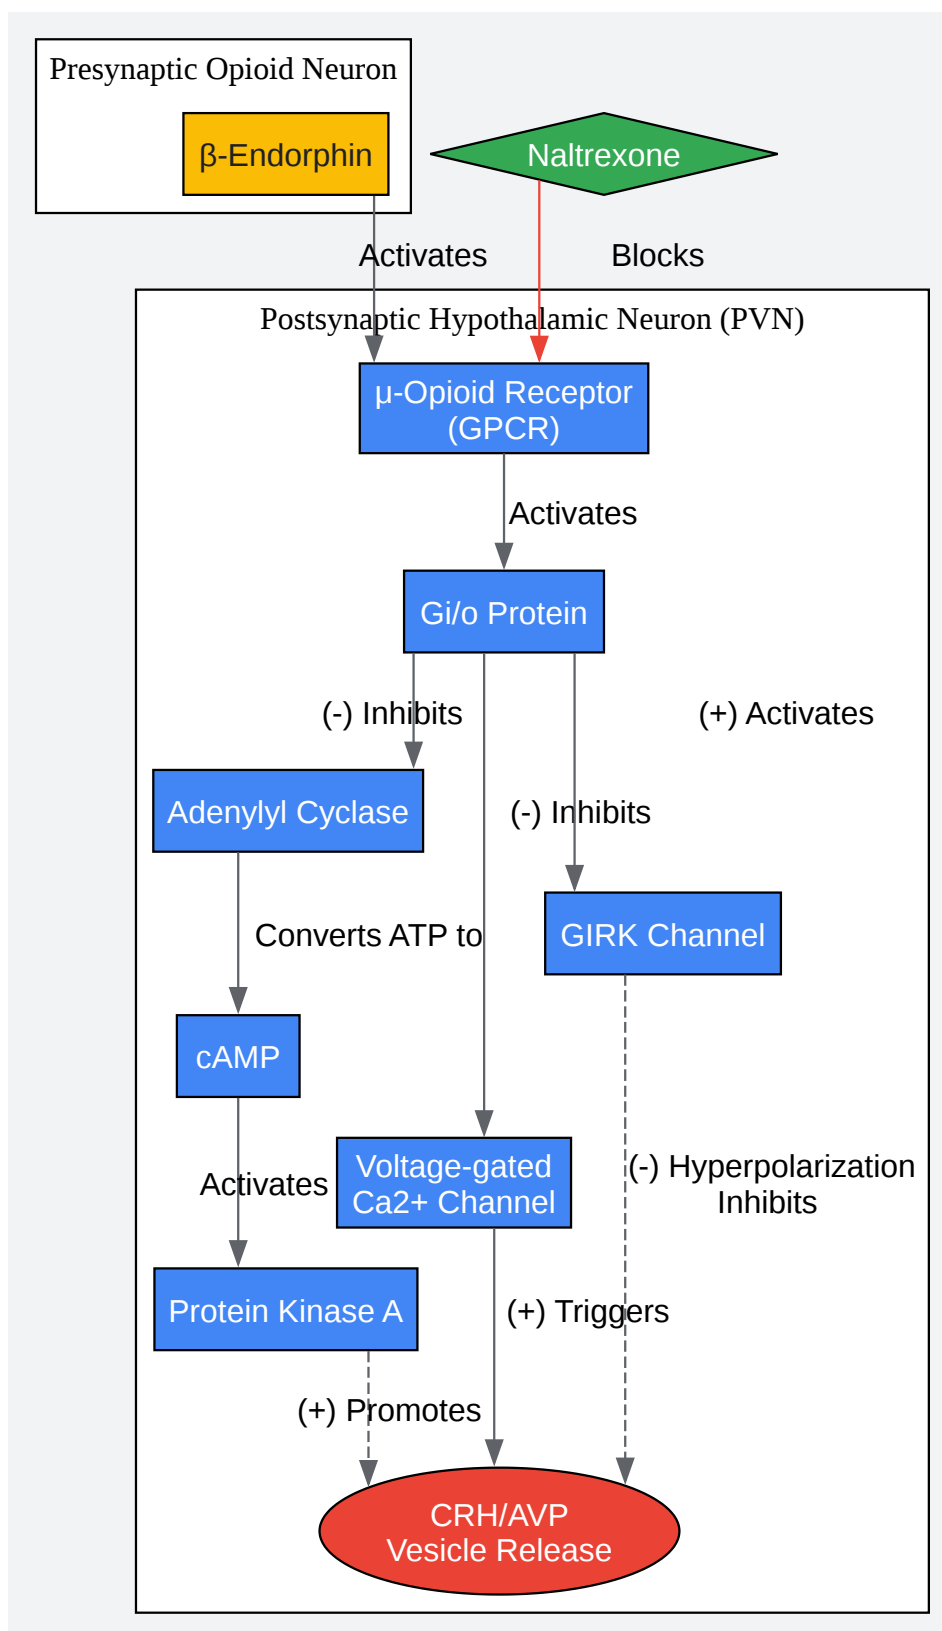 Presynaptic Opioid Neuron
β-Endorphin
Naltrexone
Activates
Blocks
Postsynaptic Hypothalamic Neuron (PVN)
μ-Opioid Receptor
(GPCR)
Activates
Gi/o Protein
(-) Inhibits
(+) Activates
Adenylyl Cyclase
(-) Inhibits
Converts ATP to
GIRK Channel
cAMP
Activates
Voltage-gated
Ca2+ Channel
(-) Hyperpolarization
Inhibits
Protein Kinase A
(+) Triggers
(+) Promotes
CRH/AVP
Vesicle Release